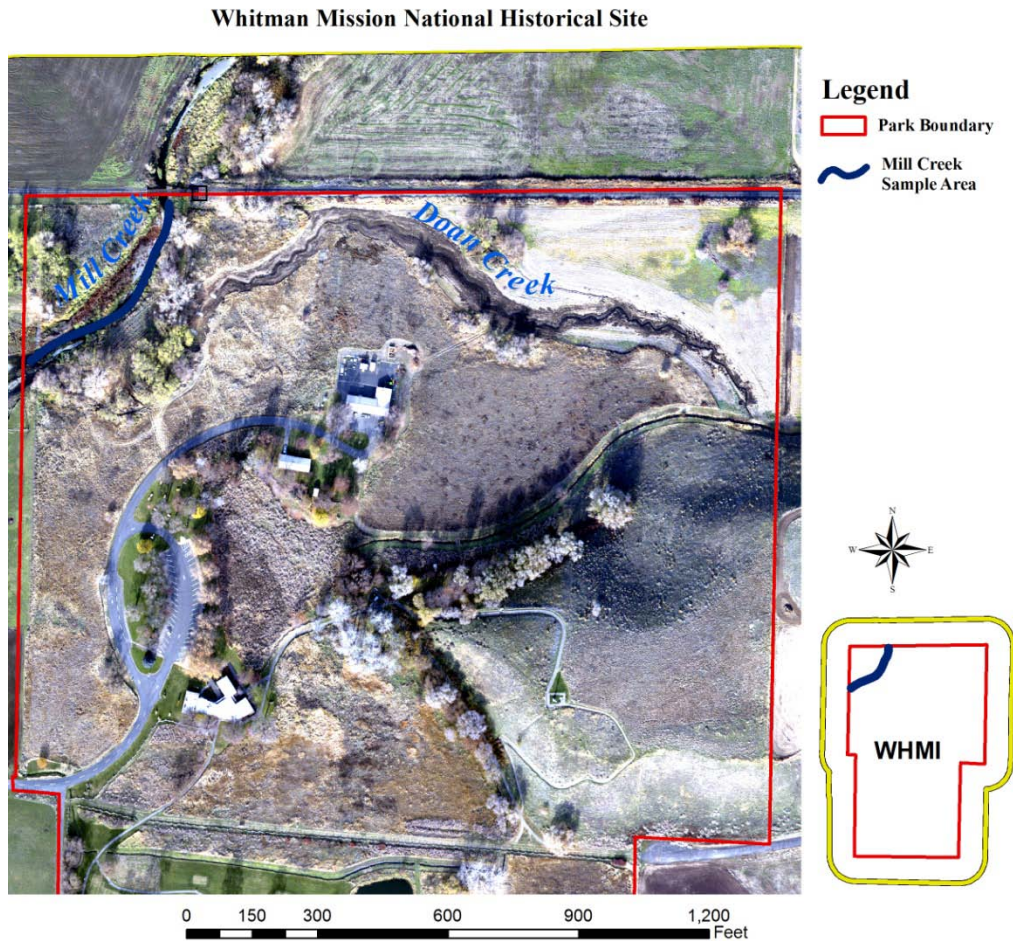 Whitman Mission National Historical Site
Mill Creek
Doan Creek
Legend
Park Boundary
Mill Creek
Sample Area
N
W
E
S
WHMI
0 150 300 600 900 1,200
Feet